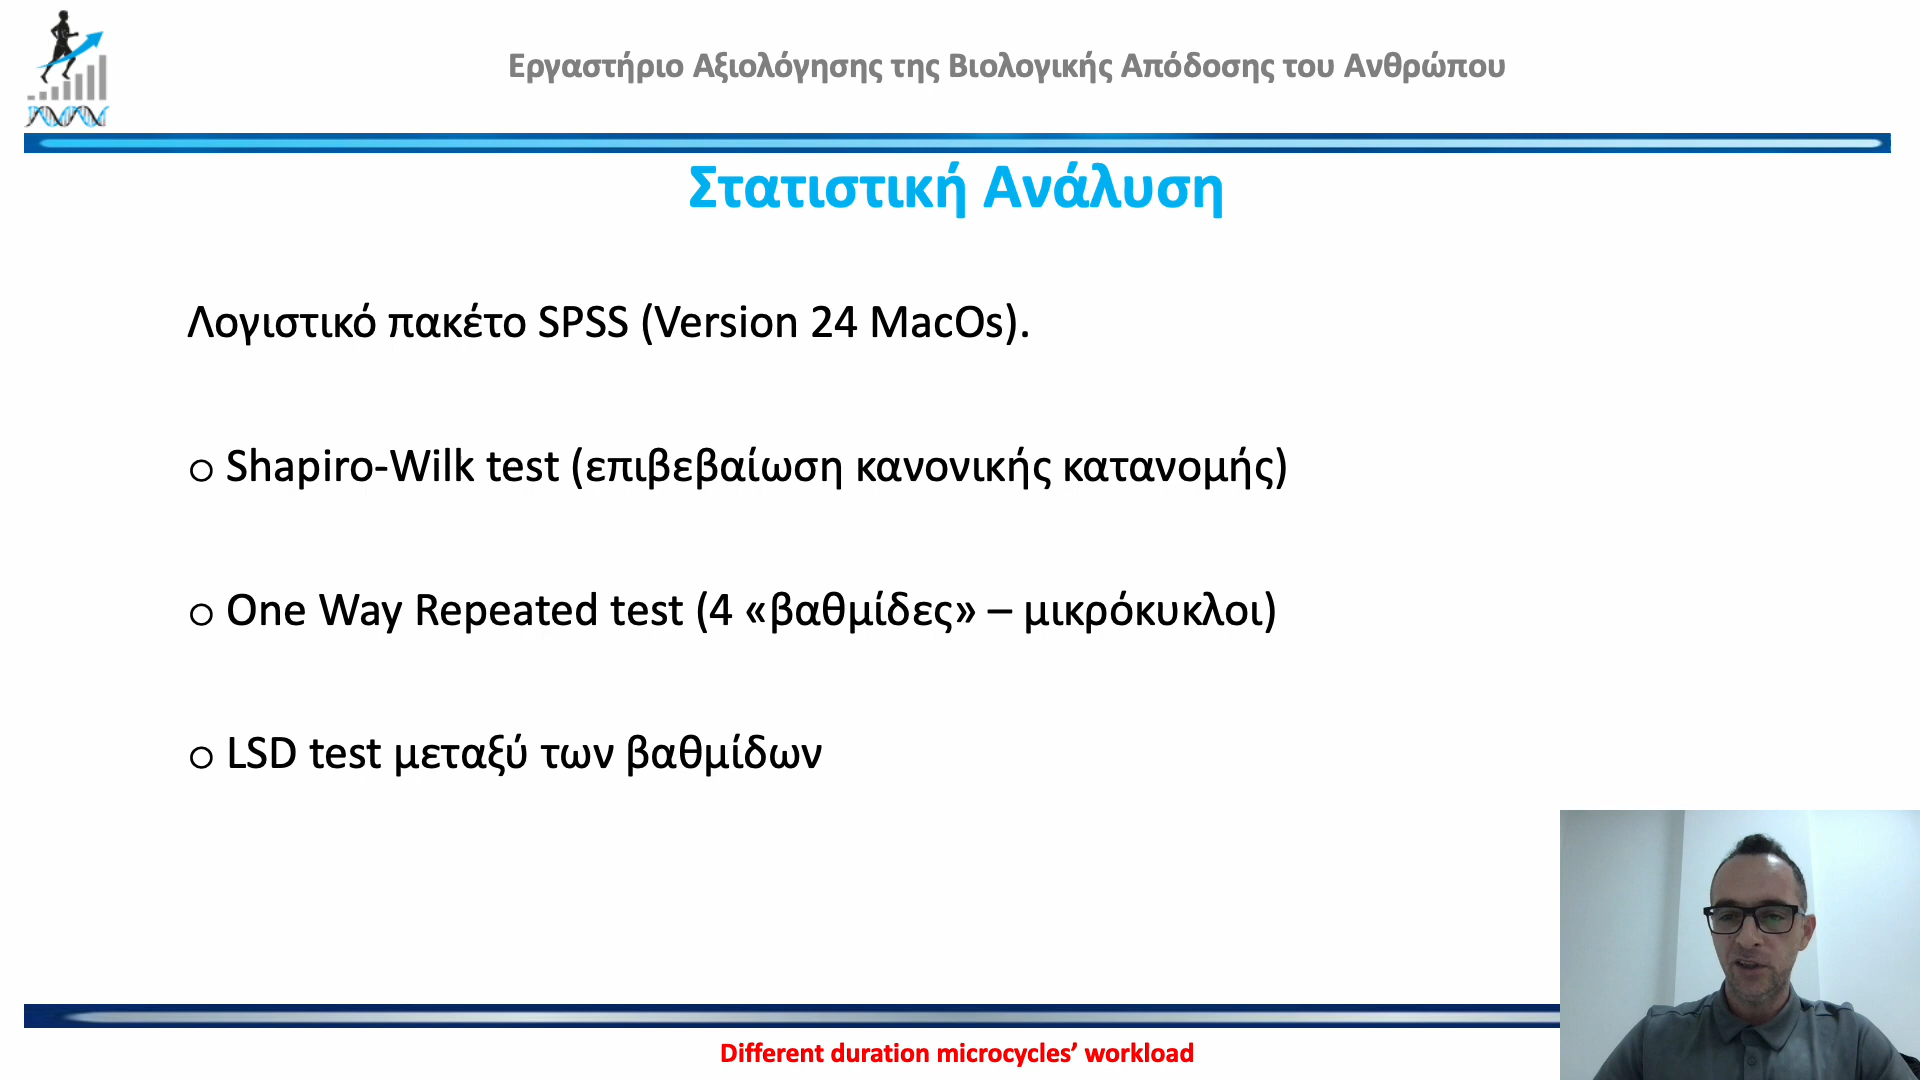 Εργαστήριο Αξιολόγησης της Βιολογικής Απόδοσης του Ανθρώπου
Στατιστική Ανάλυση
Λογιστικό πακέτο SPSS (Version 24 MacOs).
o Shapiro-Wilk test (επιβεβαίωση κανονικής κατανομής)
o One Way Repeated test (4 «βαθμίδες» – μικρόκυκλοι)
o LSD test μεταξύ των βαθμίδων
Different duration microcycles’ workload